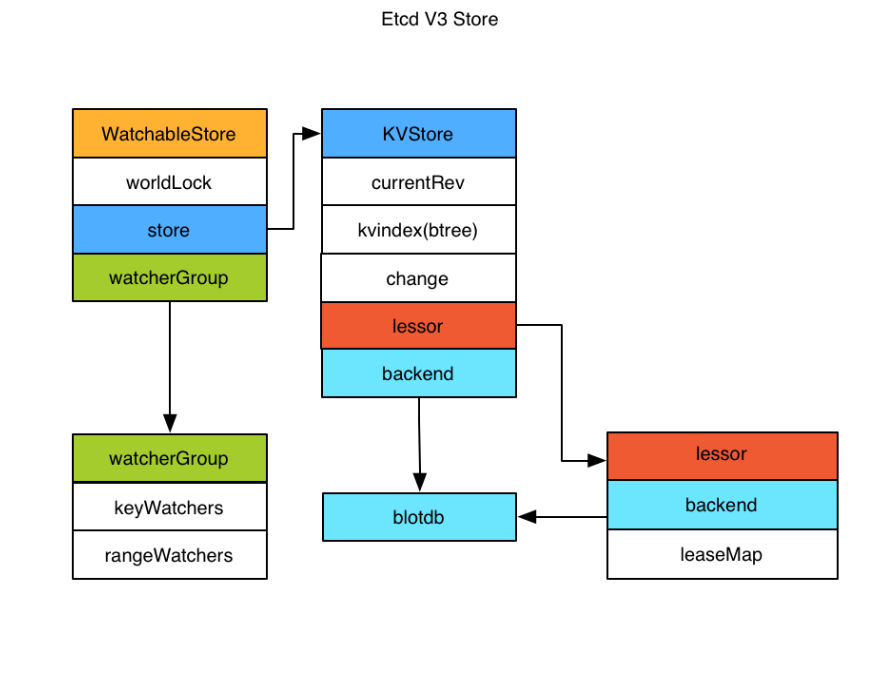 Etcd V3 Store
WatchableStore
worldLock
store
watcherGroup
KVStore
currentRev
kvindex(btree)
change
lessor
backend
watcherGroup
keyWatchers
rangeWatchers
blotdb
lessor
backend
leaseMap